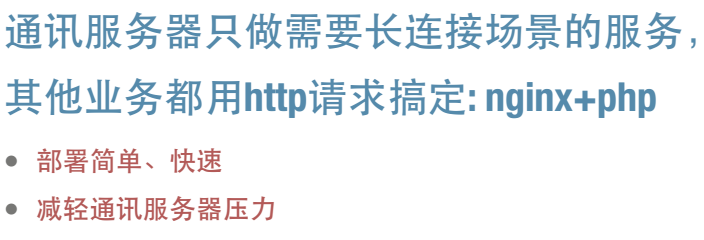 通讯服务器只做需要长连接场景的服务，
其他业务都用http请求搞定: nginx+php
• 部署简单、快速
• 减轻通讯服务器压力